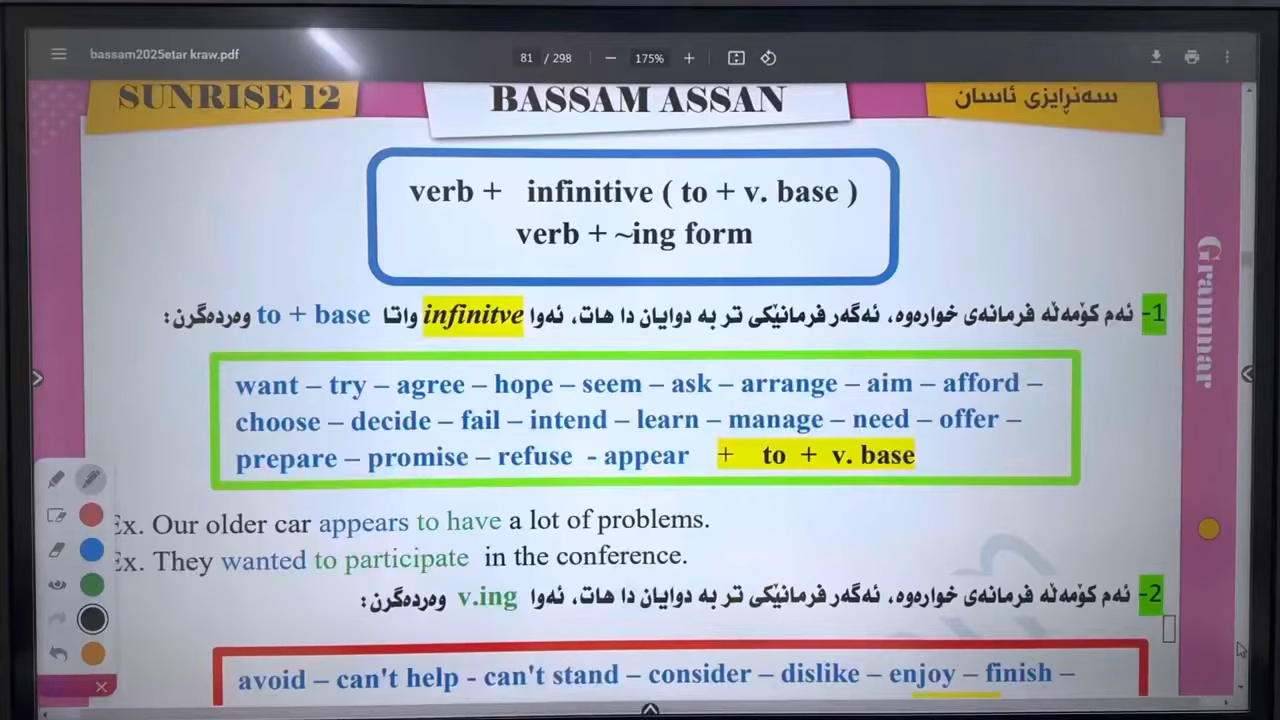 bassam2025etar kraw.pdf
81 / 298
175%
SUNRISE 12
BASSAM ASSAN
سەنڕایزی ئاسان
verb + infinitive ( to + v. base )
verb + ~ing form
1- ئەم كۆمەڵە فرمانەی خوارەوە، ئەگەر فرمانێکی تر بە دوایان دا هات، ئەوا infinitve واتا to + base وەردەگرن:
want – try – agree – hope – seem – ask – arrange – aim – afford –
choose – decide – fail – intend – learn – manage – need – offer –
prepare – promise – refuse - appear + to + v. base
Ex. Our older car appears to have a lot of problems.
Ex. They wanted to participate in the conference.
2- ئەم كۆمەڵە فرمانەی خوارەوە، ئەگەر فرمانێکی تر بە دوایان دا هات، ئەوا v.ing وەردەگرن:
avoid – can't help - can't stand – consider – dislike – enjoy – finish –
Grammar